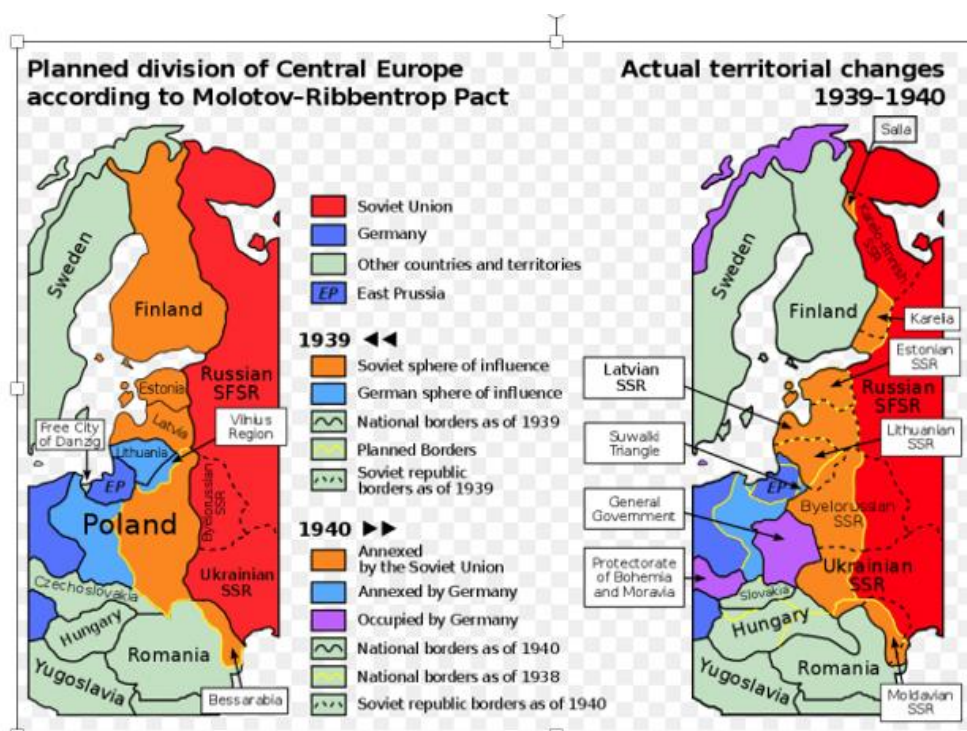 Planned division of Central Europe
according to Molotov–Ribbentrop Pact
Sweden
Finland
Estonia
Russian
SFSR
Latvia
Free City
of Danzig
Vilnius
Region
Lithuania
EP
Byelorussian
SSR
Poland
Ukrainian
SSR
Czechoslovakia
Hungary
Romania
Yugoslavia
Bessarabia
Soviet Union
Germany
Other countries and territories
EP East Prussia
1939 ◄◄
Soviet sphere of influence
German sphere of influence
National borders as of 1939
Planned Borders
Soviet republic
borders as of 1939
1940 ►►
Annexed
by the Soviet Union
Annexed by Germany
Occupied by Germany
National borders as of 1940
National borders as of 1938
Soviet republic borders as of 1940
Actual territorial changes
1939–1940
Salla
Sweden
Karelo-Finnish
SSR
Finland
Karelia
Estonian
SSR
Latvian
SSR
Russian
SFSR
Lithuanian
SSR
Suwalki
Triangle
EP
General
Government
Byelorussian
SSR
Protectorate
of Bohemia
and Moravia
Ukrainian
SSR
Slovakia
Hungary
Romania
Yugoslavia
Moldavian
SSR